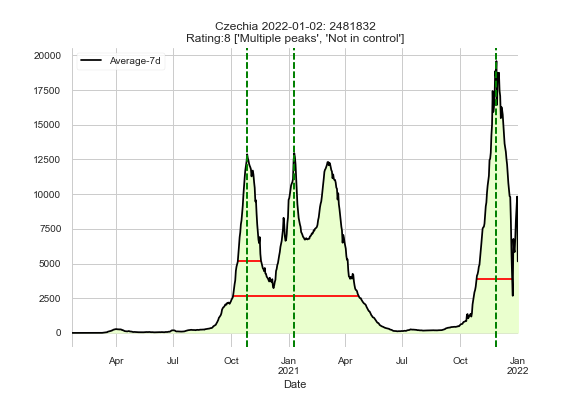 Czechia 2022-01-02: 2481832
Rating:8 ['Multiple peaks', 'Not in control']
Average-7d
20000
17500
15000
12500
10000
7500
5000
2500
0
Apr Jul Oct Jan Apr Jul Oct Jan
2021 2022
Date